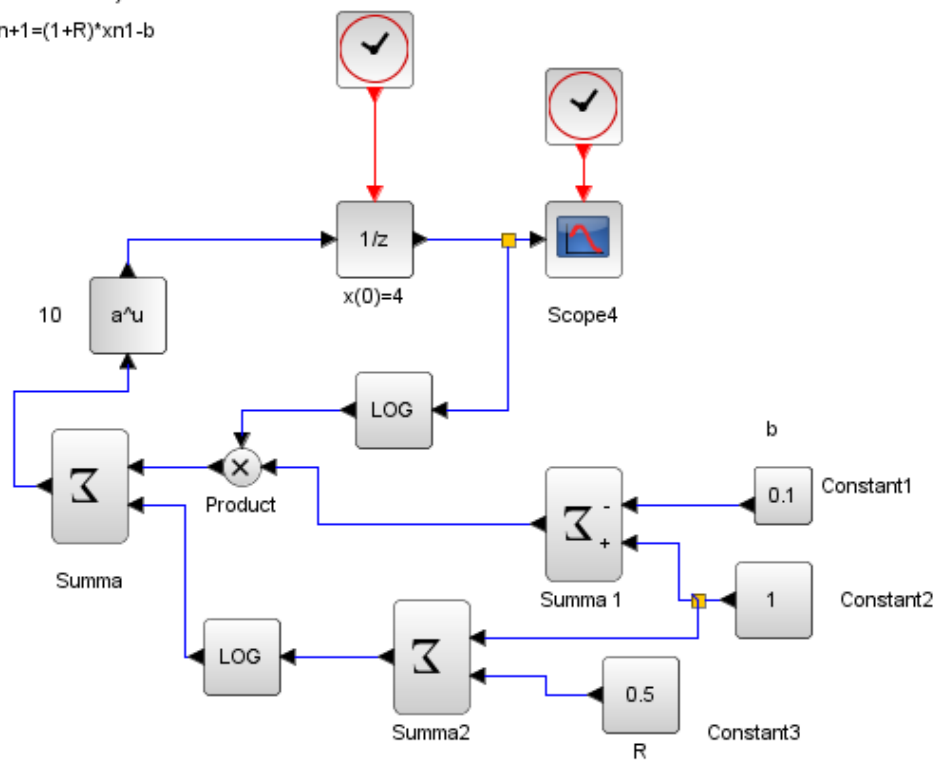 n+1=(1+R)*xn1-b
1/z
x(0)=4
Scope4
10
a^u
LOG
b
Σ
Product
Σ
-
+
0.1
Constant1
Summa
Summa 1
1
Constant2
LOG
Σ
0.5
Summa2
R
Constant3